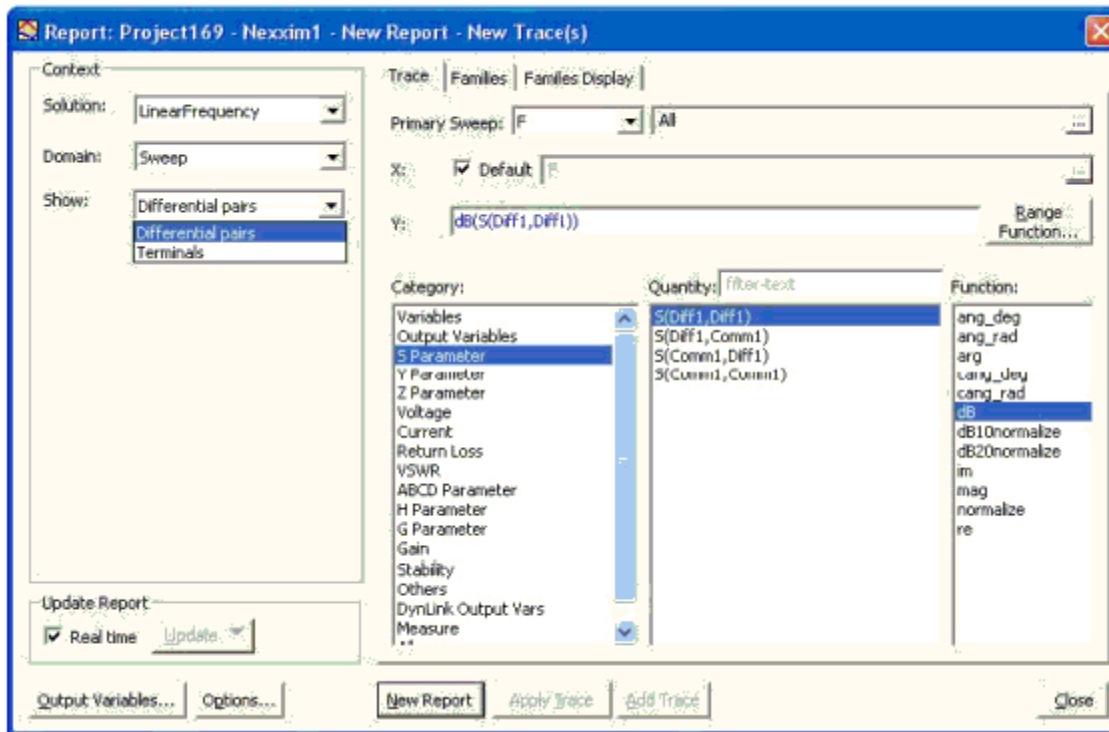 Report: Project169 - Nexxim1 - New Report - New Trace(s)
Context
Solution: LinearFrequency
Domain: Sweep
Show: Differential pairs
Differential pairs
Terminals
Update Report
Real time Update
Output Variables... Options...
Trace Families Familes Display
Primary Sweep: F All ...
X: Default F ...
Y: dB(S(Diff1,Diff1)) Range Function...
Category:
Variables
Output Variables
S Parameter
Y Parameter
Z Parameter
Voltage
Current
Return Loss
VSWR
ABCD Parameter
H Parameter
G Parameter
Gain
Stability
Others
DynLink Output Vars
Measure
Quantity: filter-text
S(Diff1,Diff1)
S(Diff1,Comm1)
S(Comm1,Diff1)
S(Comm1,Comm1)
Function:
ang_deg
ang_rad
arg
cang_deg
cang_rad
dB
dB10normalize
dB20normalize
im
mag
normalize
re
New Report Apply Trace Add Trace Close